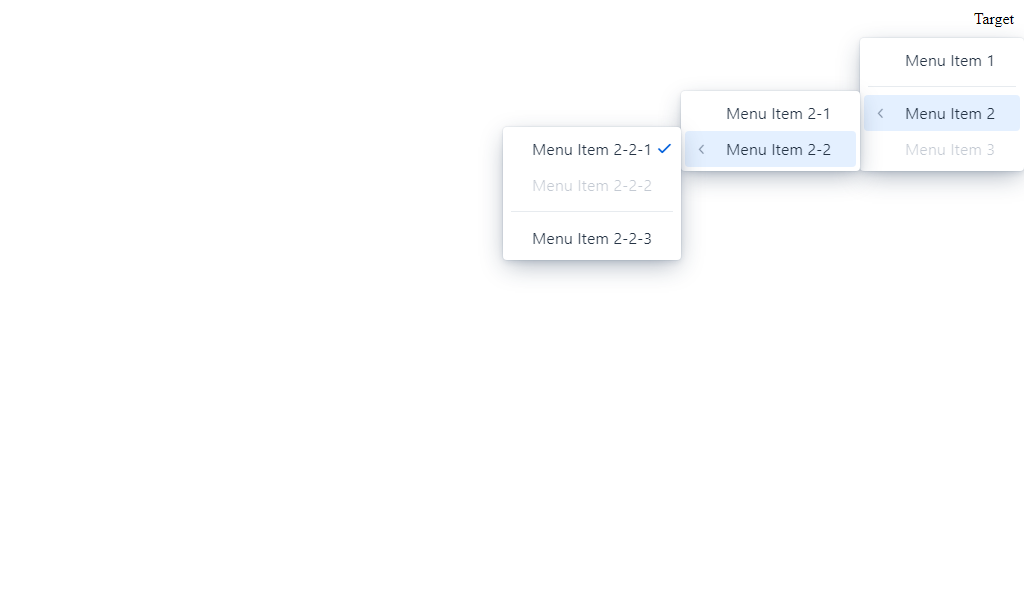 Target
Menu Item 1
Menu Item 2
Menu Item 3
Menu Item 2-1
Menu Item 2-2
Menu Item 2-2-1
Menu Item 2-2-2
Menu Item 2-2-3